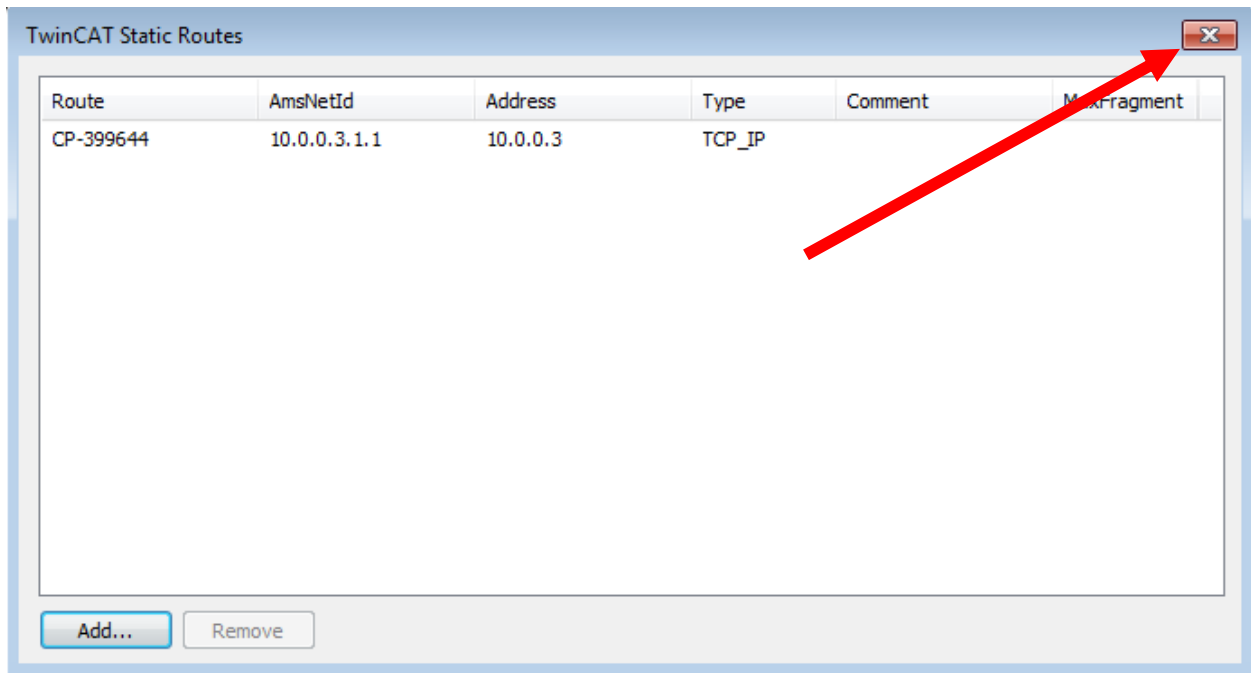 TwinCAT Static Routes
Route AmsNetId Address Type Comment MaxFragment
CP-399644 10.0.0.3.1.1 10.0.0.3 TCP_IP
Add... Remove